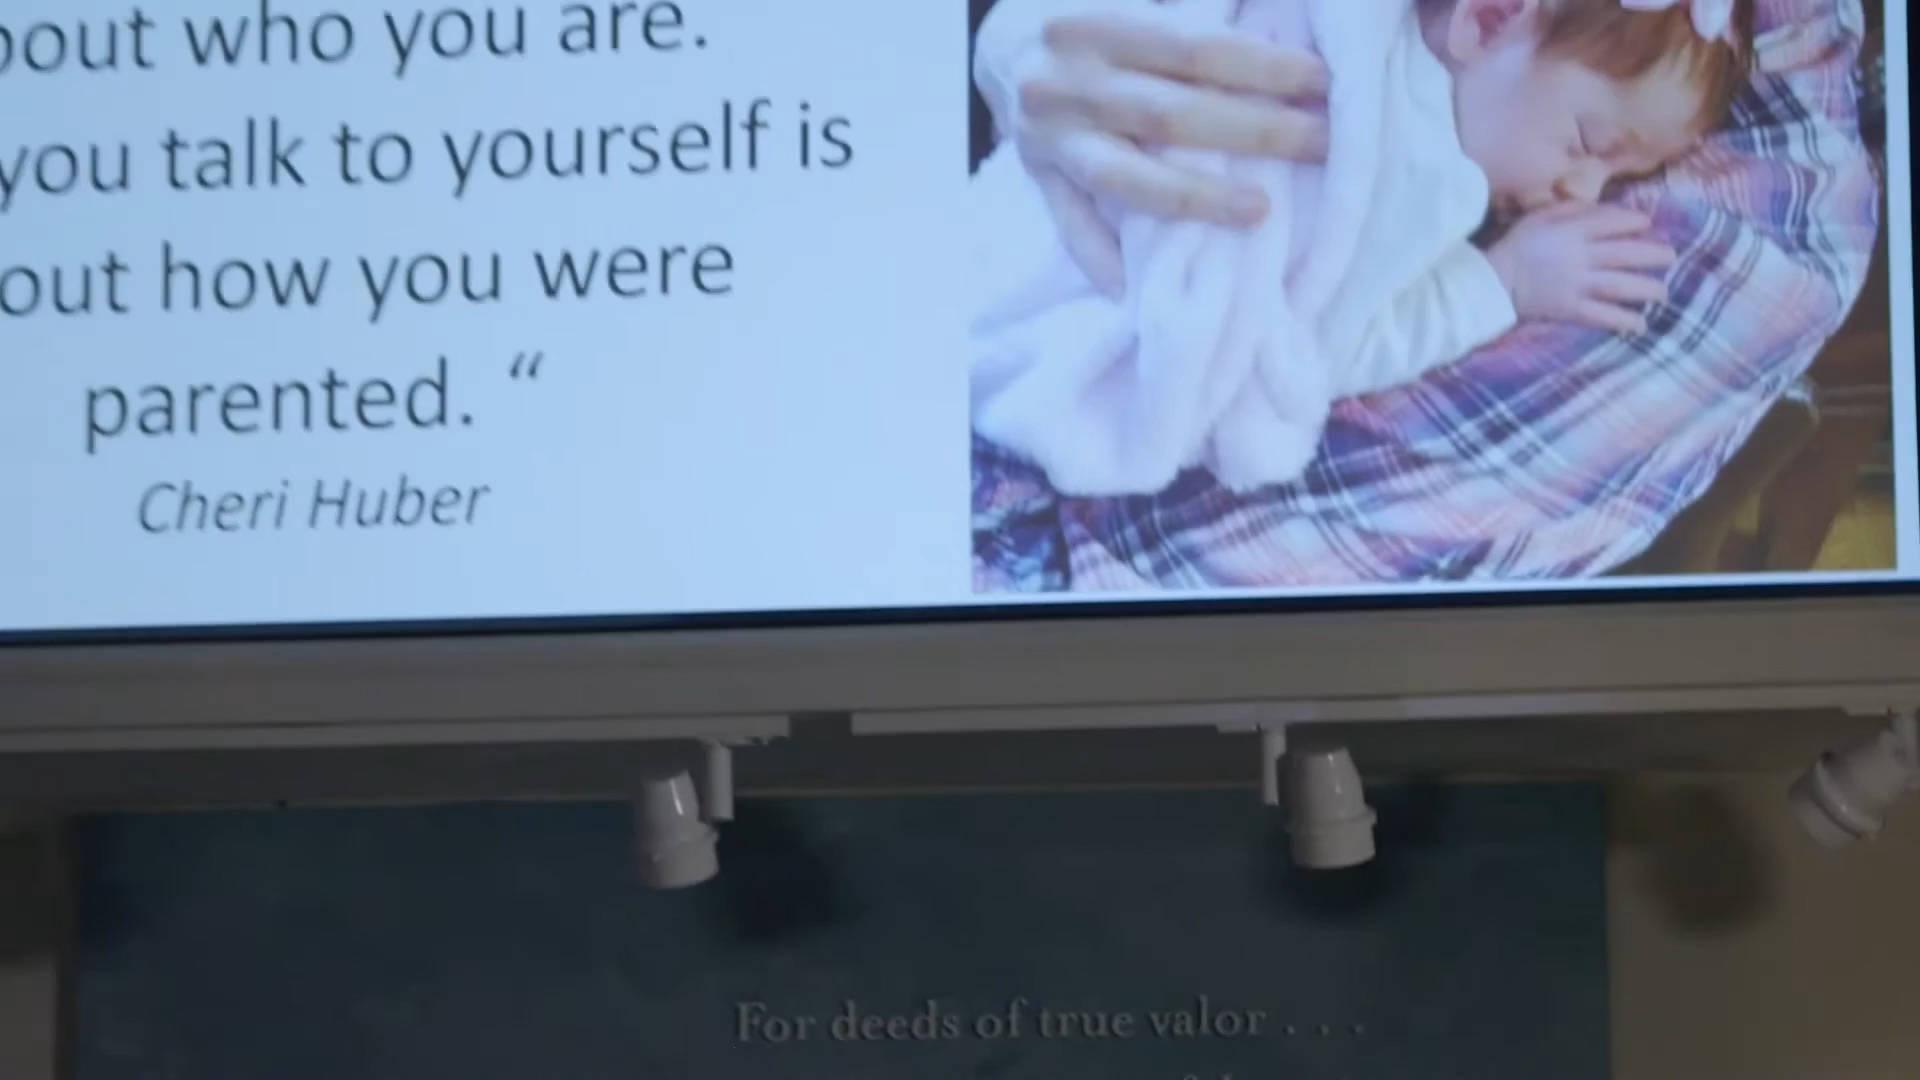 bout who you are.
you talk to yourself is
out how you were
parented. “
Cheri Huber
For deeds of true valor . . .